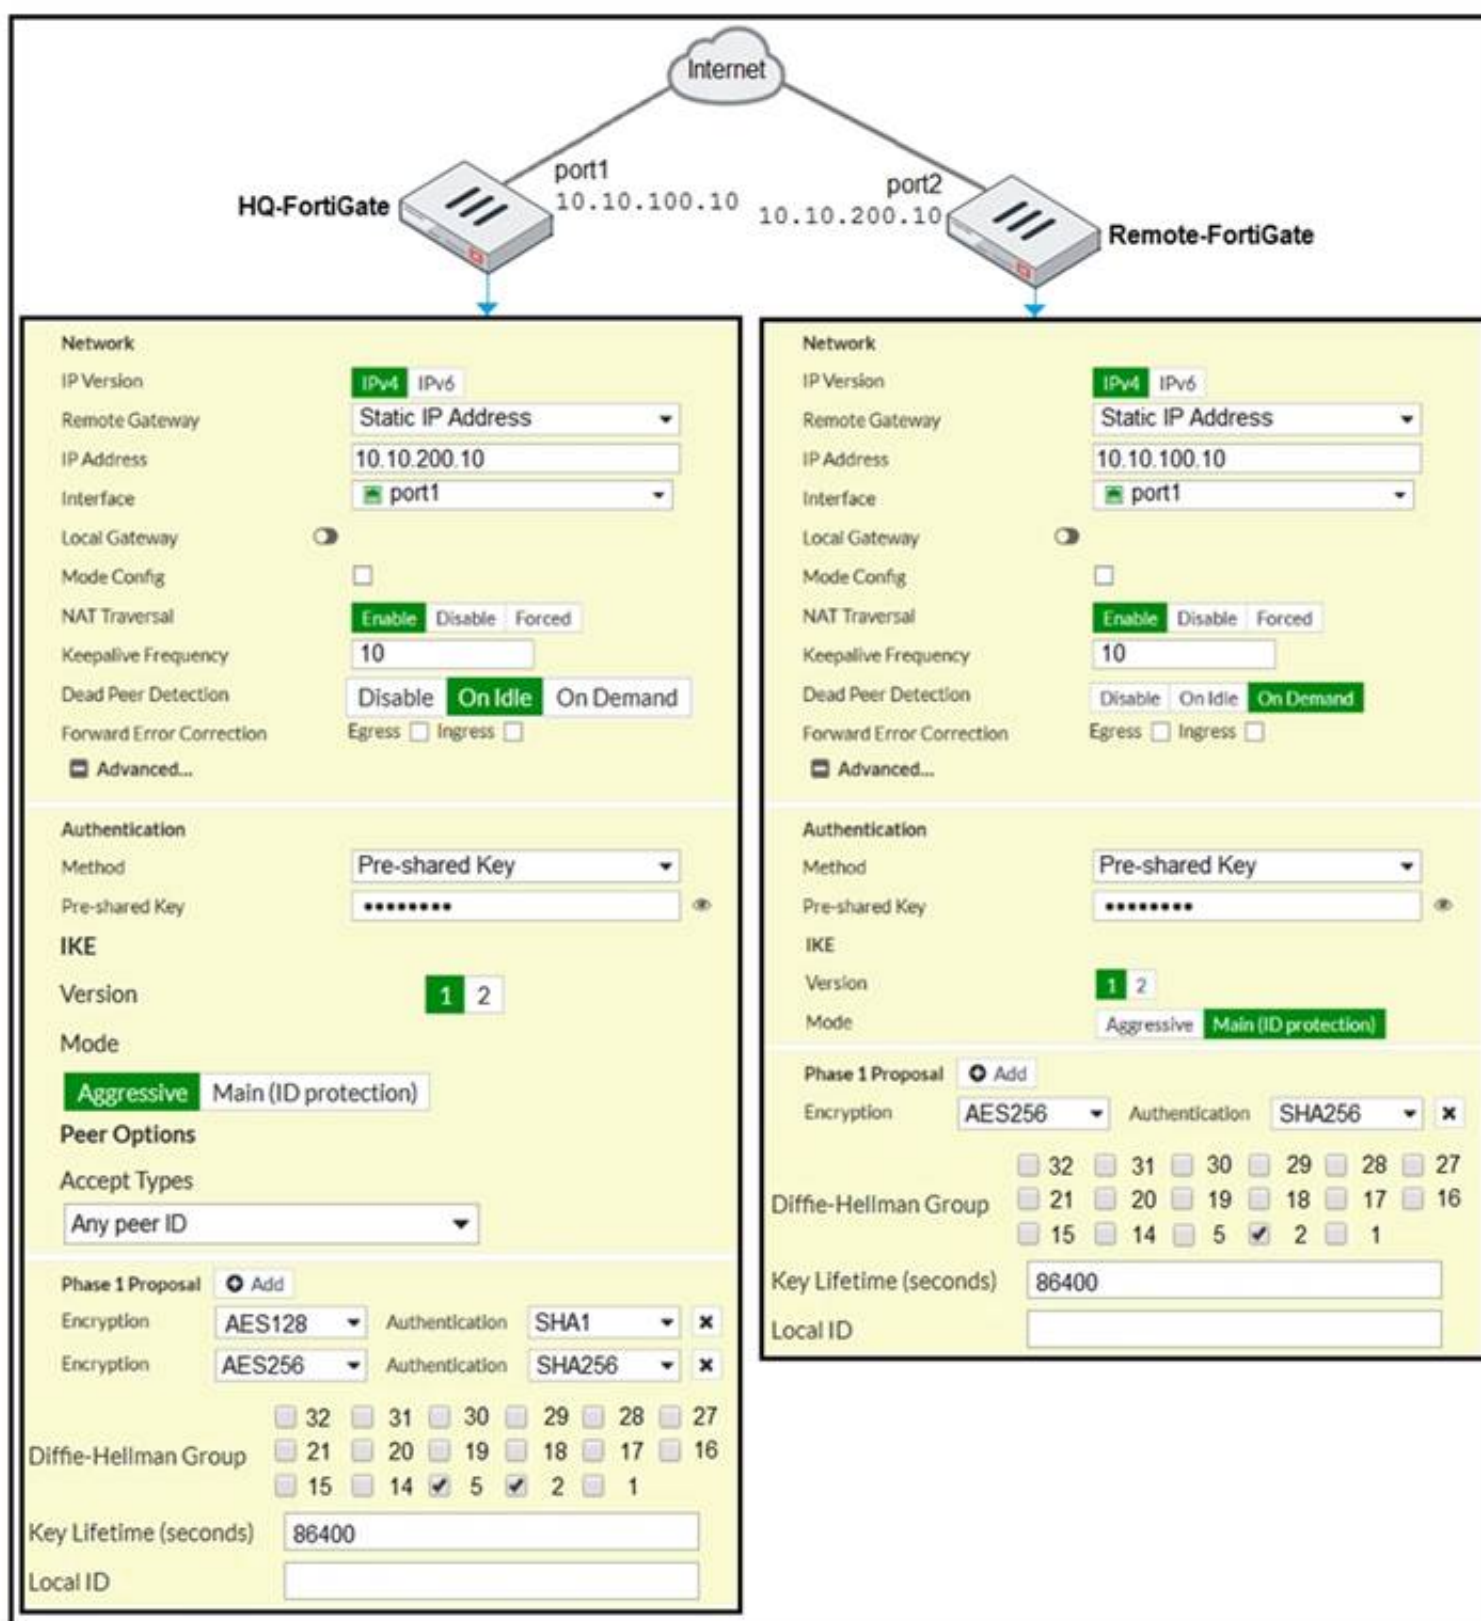 Internet
port1
10.10.100.10
HQ-FortiGate
port2
10.10.200.10
Remote-FortiGate
Network
IP Version IPv4 IPv6
Remote Gateway Static IP Address
IP Address 10.10.200.10
Interface port1
Local Gateway
Mode Config
NAT Traversal Enable Disable Forced
Keepalive Frequency 10
Dead Peer Detection Disable On Idle On Demand
Forward Error Correction Egress Ingress
Advanced...
Authentication
Method Pre-shared Key
Pre-shared Key ••••••••
IKE
Version 1 2
Mode
Aggressive Main (ID protection)
Peer Options
Accept Types
Any peer ID
Phase 1 Proposal Add
Encryption AES128 Authentication SHA1
Encryption AES256 Authentication SHA256
32 31 30 29 28 27
Diffie-Hellman Group 21 20 19 18 17 16
15 14 5 2 1
Key Lifetime (seconds) 86400
Local ID
Network
IP Version IPv4 IPv6
Remote Gateway Static IP Address
IP Address 10.10.100.10
Interface port1
Local Gateway
Mode Config
NAT Traversal Enable Disable Forced
Keepalive Frequency 10
Dead Peer Detection Disable On Idle On Demand
Forward Error Correction Egress Ingress
Advanced...
Authentication
Method Pre-shared Key
Pre-shared Key ••••••••
IKE
Version 1 2
Mode Aggressive Main (ID protection)
Phase 1 Proposal Add
Encryption AES256 Authentication SHA256
32 31 30 29 28 27
Diffie-Hellman Group 21 20 19 18 17 16
15 14 5 2 1
Key Lifetime (seconds) 86400
Local ID